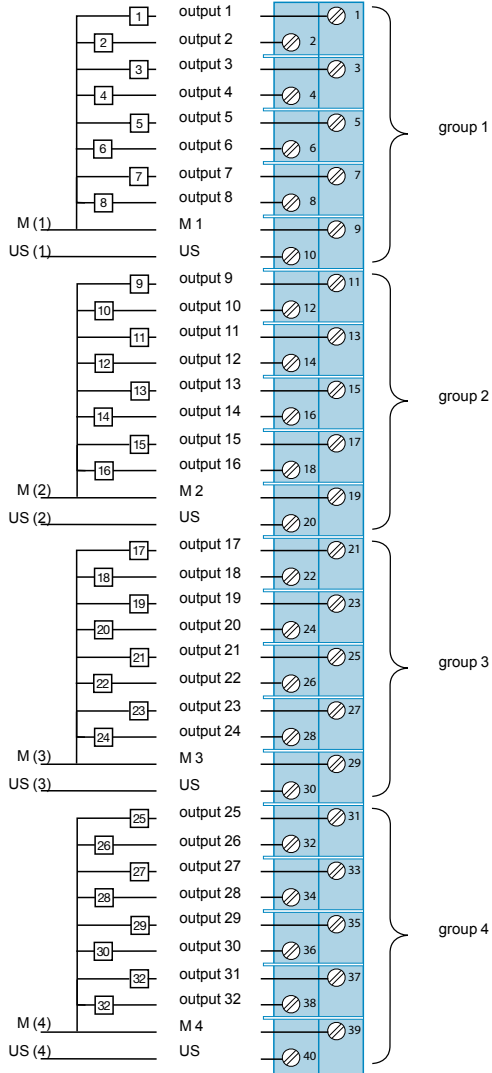 1 output 1 1
2 output 2 2
3 output 3 3
4 output 4 4
5 output 5 5
6 output 6 6
7 output 7 7
8 output 8 8
M (1) M 1 9
US (1) US 10
group 1
9 output 9 11
10 output 10 12
11 output 11 13
12 output 12 14
13 output 13 15
14 output 14 16
15 output 15 17
16 output 16 18
M (2) M 2 19
US (2) US 20
group 2
17 output 17 21
18 output 18 22
19 output 19 23
20 output 20 24
21 output 21 25
22 output 22 26
23 output 23 27
24 output 24 28
M (3) M 3 29
US (3) US 30
group 3
25 output 25 31
26 output 26 32
27 output 27 33
28 output 28 34
29 output 29 35
30 output 30 36
32 output 31 37
32 output 32 38
M (4) M 4 39
US (4) US 40
group 4